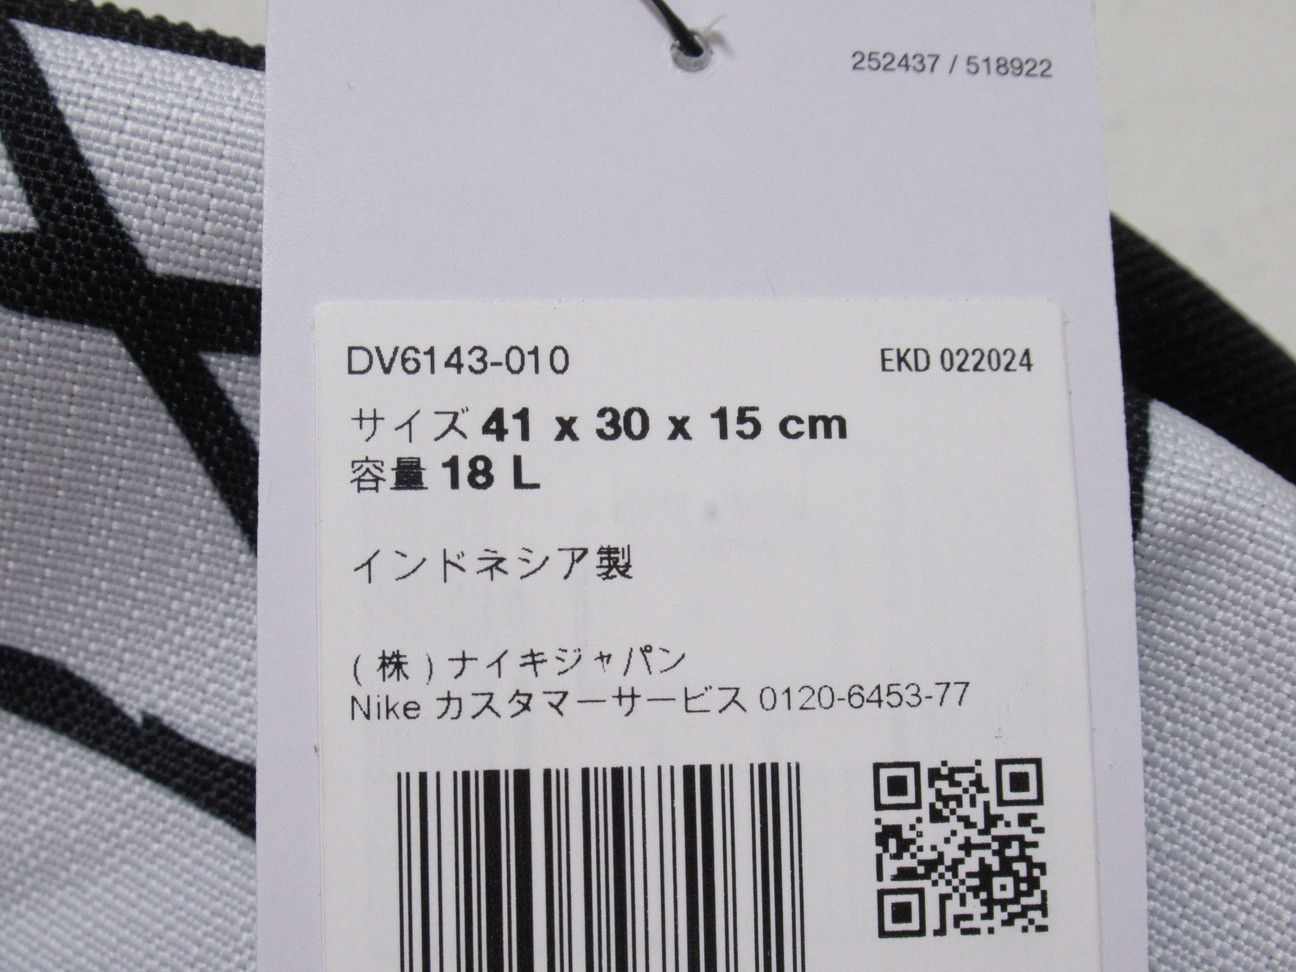 252437 / 518922
DV6143-010 EKD 022024
サイズ 41 x 30 x 15 cm
容量 18 L
インドネシア製
(株)ナイキジャパン
Nike カスタマーサービス 0120-6453-77